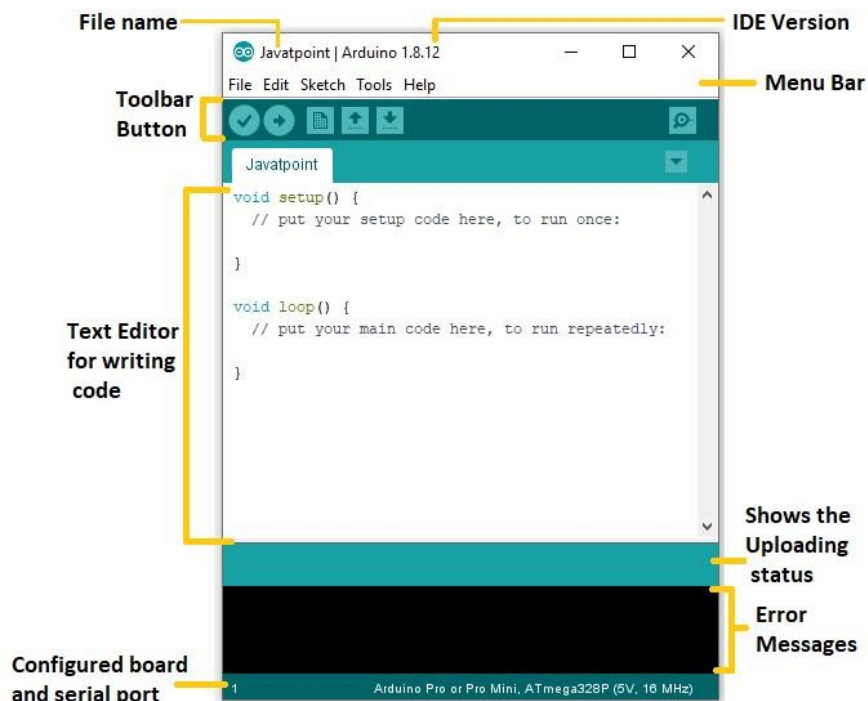 File name
IDE Version
Javatpoint | Arduino 1.8.12
File Edit Sketch Tools Help
Menu Bar
Toolbar
Button
Javatpoint
void setup() {
// put your setup code here, to run once:
}
void loop() {
// put your main code here, to run repeatedly:
}
Text Editor
for writing
code
Shows the
Uploading
status
Error
Messages
Configured board
and serial port
1
Arduino Pro or Pro Mini, ATmega328P (5V, 16 MHz)